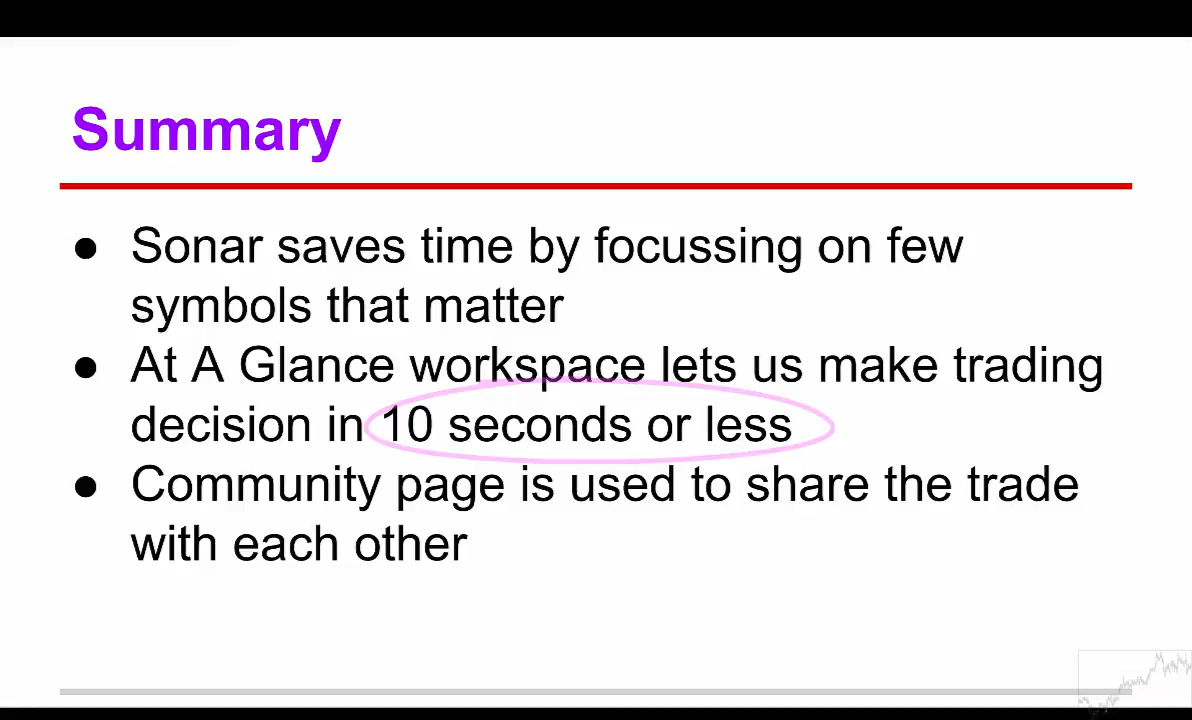 Summary
● Sonar saves time by focussing on few
symbols that matter
● At A Glance workspace lets us make trading
decision in 10 seconds or less
● Community page is used to share the trade
with each other